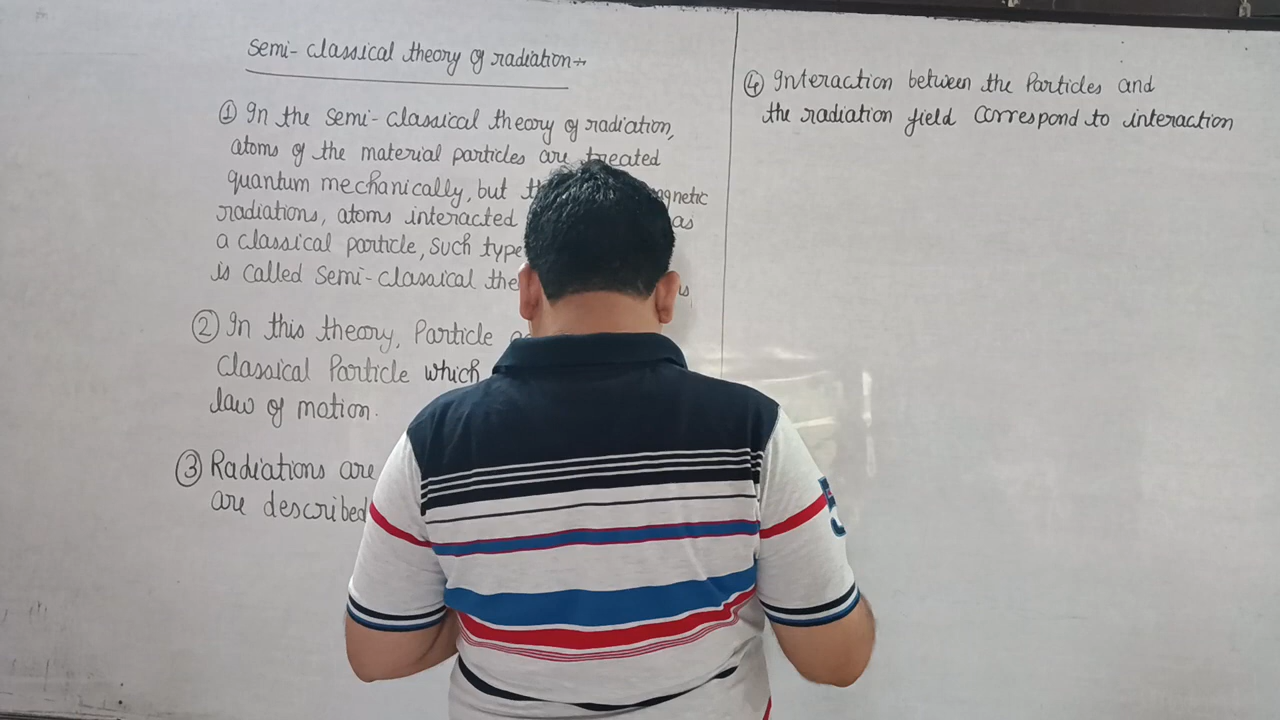 Semi-classical theory of radiation→
① In the semi-classical theory of radiation,
atoms of the material particles are treated
quantum mechanically, but
radiations, atoms interacted as
a classical particle, such type
is called semi-classical
② In this theory, Particle
Classical Particle which
law of motion.
③ Radiations are
are described
④ Interaction between the Particles and
the radiation field correspond to interaction
5